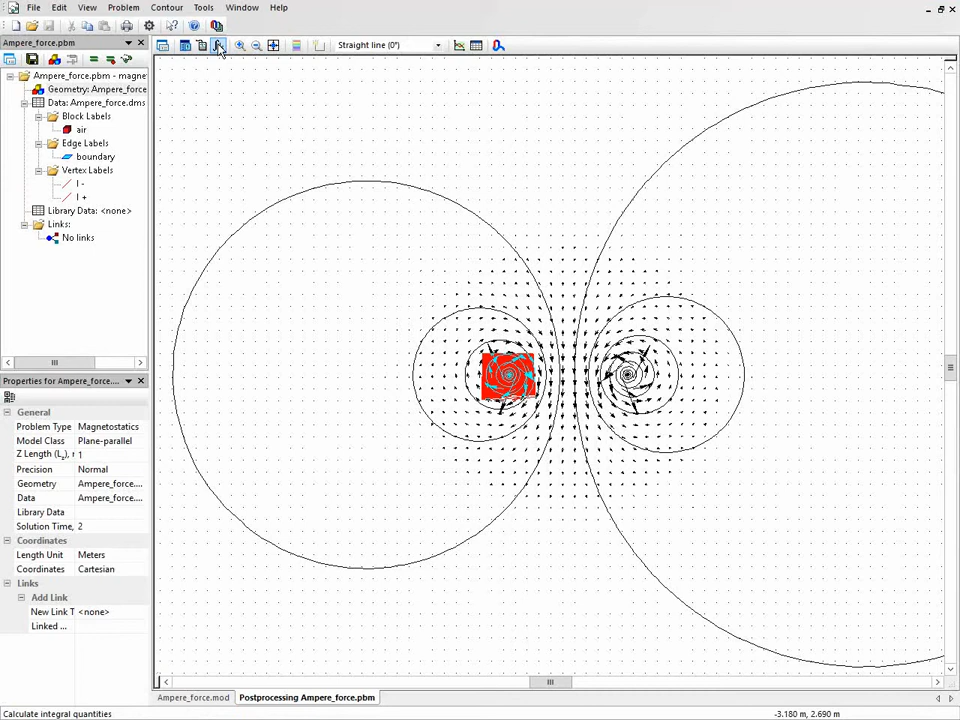 File Edit View Problem Contour Tools Window Help
Ampere_force.pbm
Straight line (0°)
Ampere_force.pbm - magnet
Geometry: Ampere_force
Data: Ampere_force.dms
Block Labels
air
Edge Labels
boundary
Vertex Labels
I -
I +
Library Data: <none>
Links:
No links
Properties for Ampere_force....
General
Problem Type Magnetostatics
Model Class Plane-parallel
Z Length (Lz), r 1
Precision Normal
Geometry Ampere_force....
Data Ampere_force....
Library Data
Solution Time, 2
Coordinates
Length Unit Meters
Coordinates Cartesian
Links
Add Link
New Link T <none>
Linked ...
Ampere_force.mod Postprocessing Ampere_force.pbm
Calculate integral quantities
-3.180 m, 2.690 m